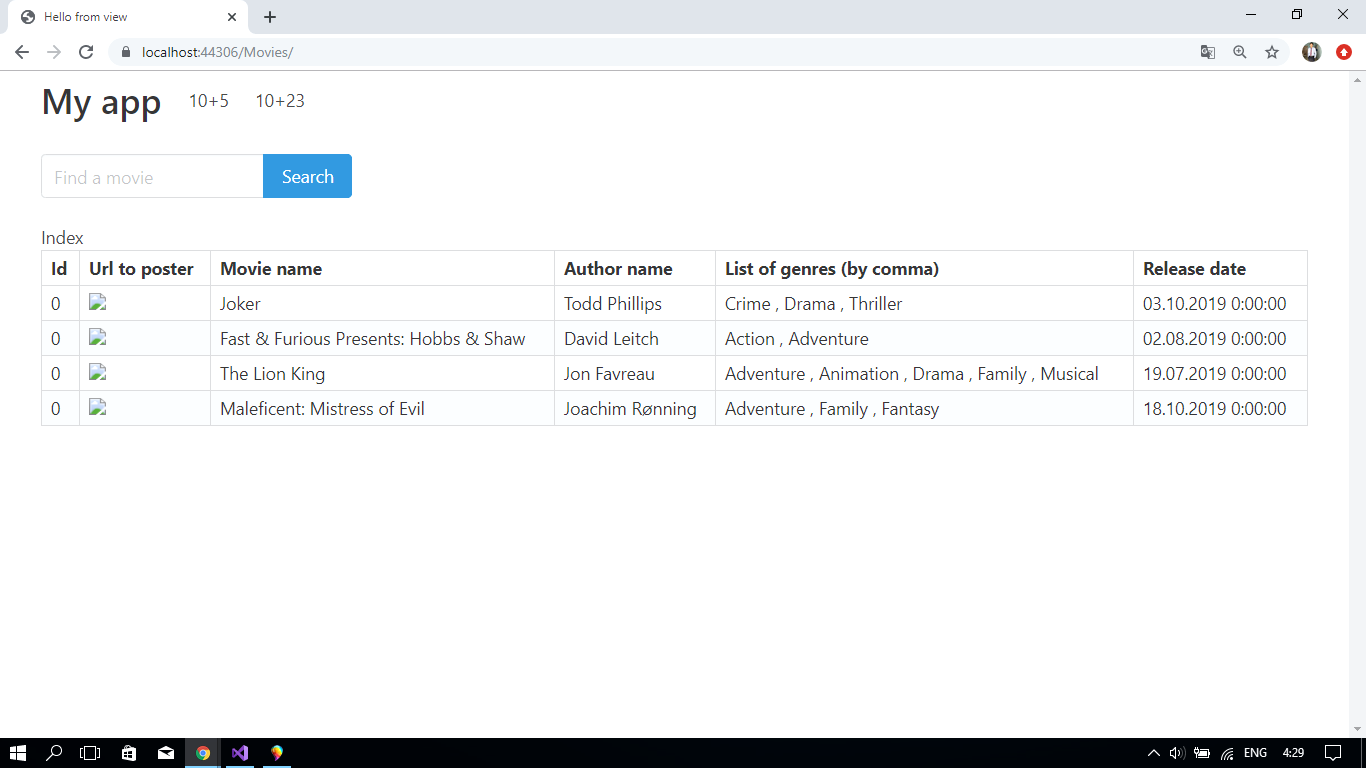 Hello from view
localhost:44306/Movies/
My app 10+5 10+23
Find a movie Search
Index
Id Url to poster Movie name Author name List of genres (by comma) Release date
0 Joker Todd Phillips Crime , Drama , Thriller 03.10.2019 0:00:00
0 Fast & Furious Presents: Hobbs & Shaw David Leitch Action , Adventure 02.08.2019 0:00:00
0 The Lion King Jon Favreau Adventure , Animation , Drama , Family , Musical 19.07.2019 0:00:00
0 Maleficent: Mistress of Evil Joachim Rønning Adventure , Family , Fantasy 18.10.2019 0:00:00
ENG 4:29